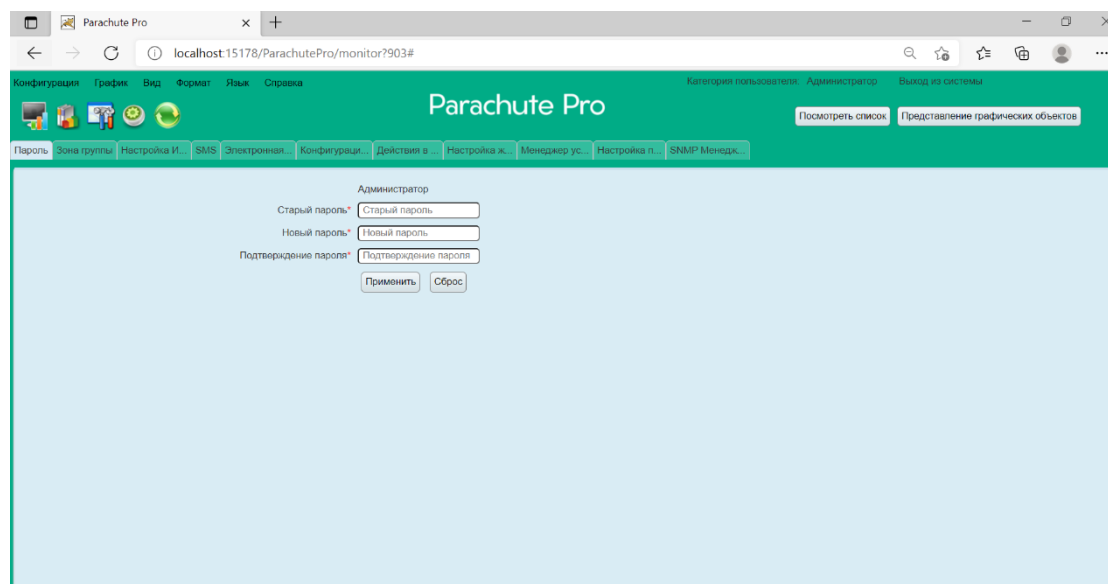 Parachute Pro
localhost:15178/ParachutePro/monitor?903#
Конфигурация График Вид Формат Язык Справка
Категория пользователя: Администратор Выход из системы
Parachute Pro
Посмотреть список Представление графических объектов
Пароль Зона группы Настройка И... SMS Электронная... Конфигураци... Действия в ... Настройка ж... Менеджер ус... Настройка п... SNMP Менедж...
Администратор
Старый пароль* Старый пароль
Новый пароль* Новый пароль
Подтверждение пароля* Подтверждение пароля
Применить Сброс